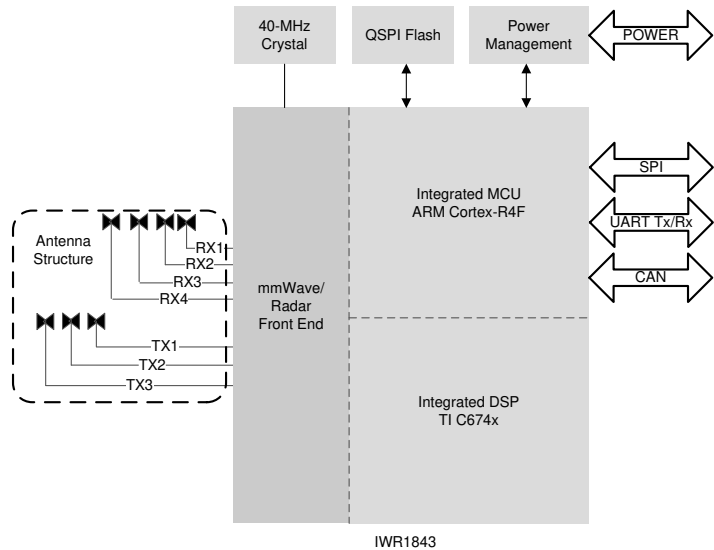 40-MHz
Crystal
QSPI Flash
Power
Management
POWER
Integrated MCU
ARM Cortex-R4F
SPI
UART Tx/Rx
CAN
Antenna
Structure
RX1
RX2
RX3
RX4
TX1
TX2
TX3
mmWave/
Radar
Front End
Integrated DSP
TI C674x
IWR1843